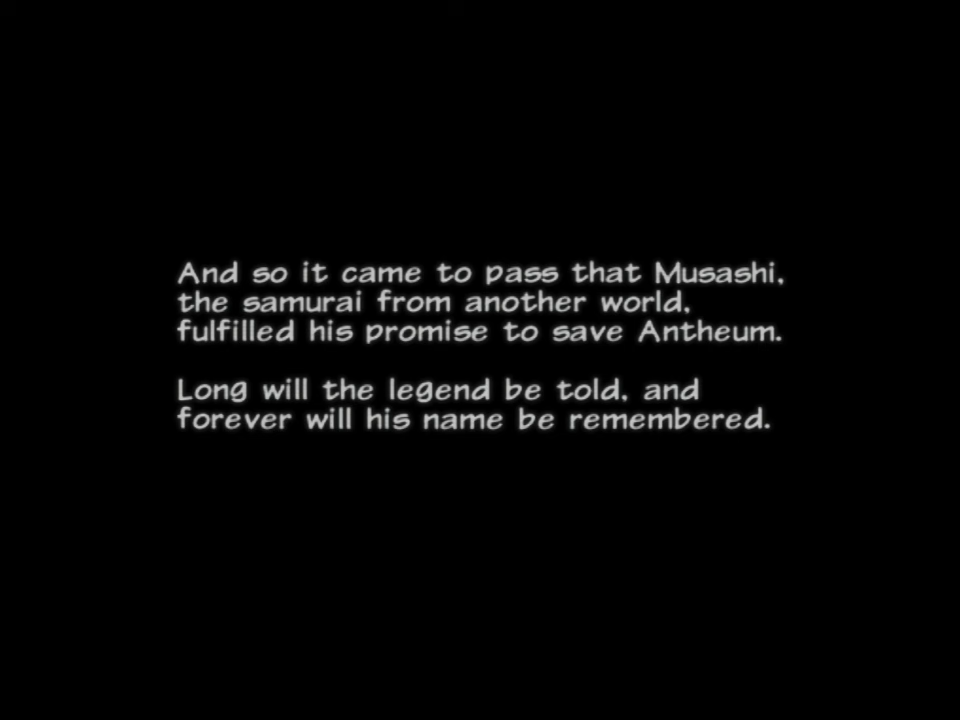 And so it came to pass that Musashi,
the samurai from another world,
fulfilled his promise to save Antheum.
Long will the legend be told, and
forever will his name be remembered.